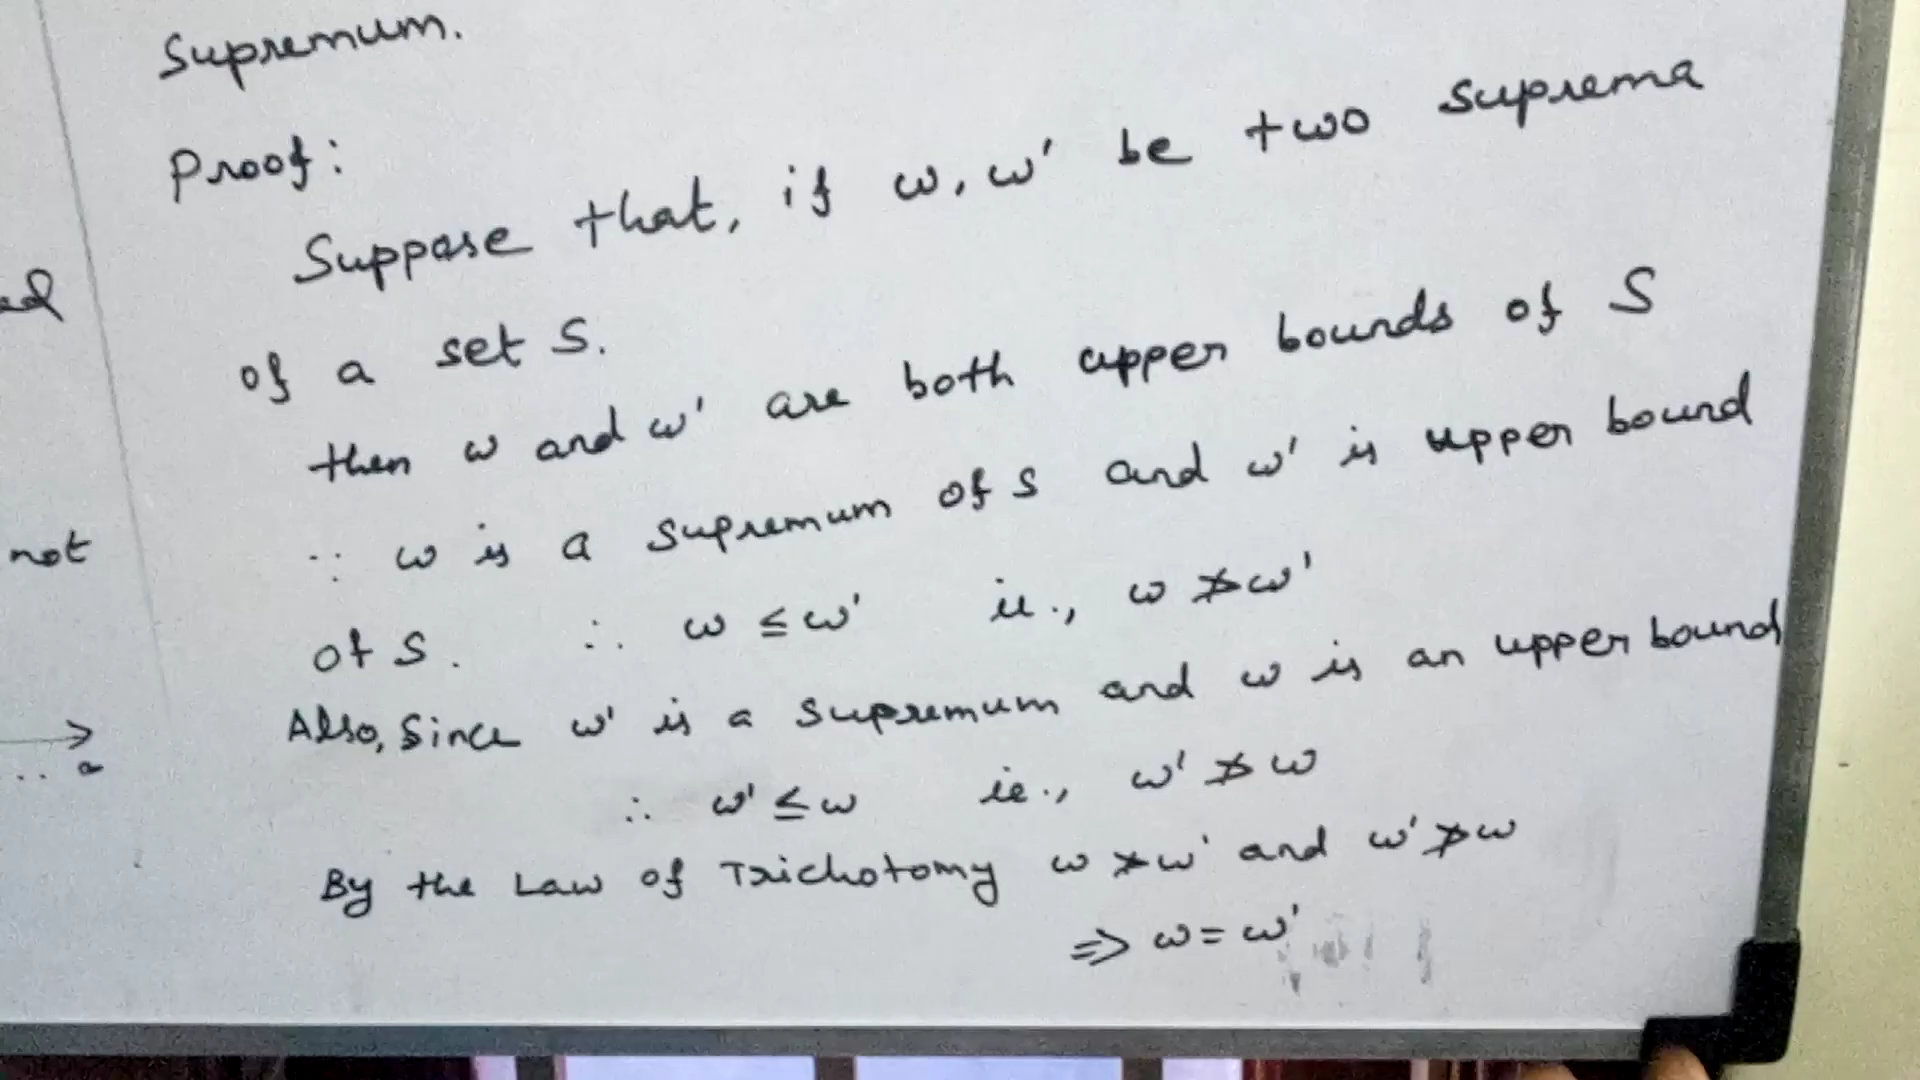 Supremum.
Proof:
Suppose that, if ω, ω' be two suprema
of a set S.
then ω and ω' are both upper bounds of S
∵ ω is a supremum of S and ω' is upper bound
of S. ∴ ω ≤ ω' ie., ω ≯ ω'
Also, Since ω' is a supremum and ω is an upper bound
∴ ω' ≤ ω ie., ω' ≯ ω
By the Law of Trichotomy ω ≯ ω' and ω' ≯ ω
⇒ ω = ω'
not
... a